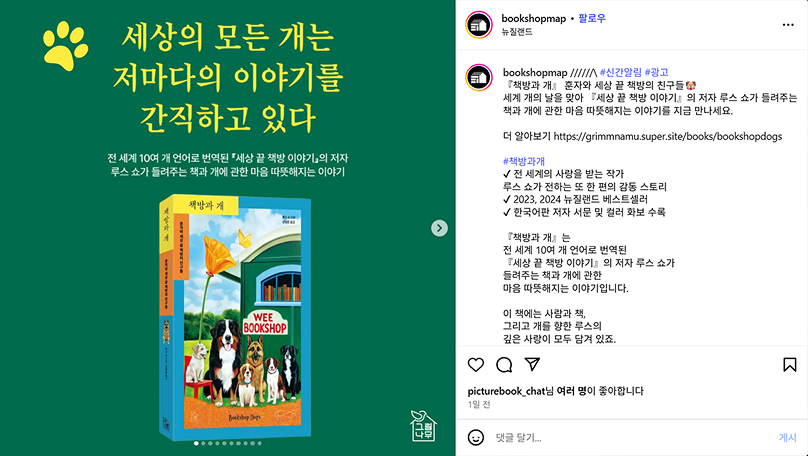 세상의 모든 개는
저마다의 이야기를
간직하고 있다
전 세계 10여 개 언어로 번역된 『세상 끝 책방 이야기』의 저자
루스 쇼가 들려주는 책과 개에 관한 마음 따뜻해지는 이야기
책방과 개
책방과 개
WEE
BOOKSHOP
Bookshop Dogs
그림
나무
bookshopmap • 팔로우
뉴질랜드
bookshopmap //////\ #신간알림 #광고
『책방과 개』 훈자와 세상 끝 책방의 친구들
세계 개의 날을 맞아 『세상 끝 책방 이야기』의 저자 루스 쇼가 들려주는
책과 개에 관한 마음 따뜻해지는 이야기를 지금 만나세요.
더 알아보기 https://grimmnamu.super.site/books/bookshopdogs
#책방과개
✓ 전 세계의 사랑을 받는 작가
루스 쇼가 전하는 또 한 편의 감동 스토리
✓ 2023, 2024 뉴질랜드 베스트셀러
✓ 한국어판 저자 서문 및 컬러 화보 수록
『책방과 개』는
전 세계 10여 개 언어로 번역된
『세상 끝 책방 이야기』의 저자 루스 쇼가
들려주는 책과 개에 관한
마음 따뜻해지는 이야기입니다.
이 책에는 사람과 책,
그리고 개를 향한 루스의
깊은 사랑이 모두 담겨 있죠.
picturebook_chat님 여러 명이 좋아합니다
1일 전
댓글 달기...
게시